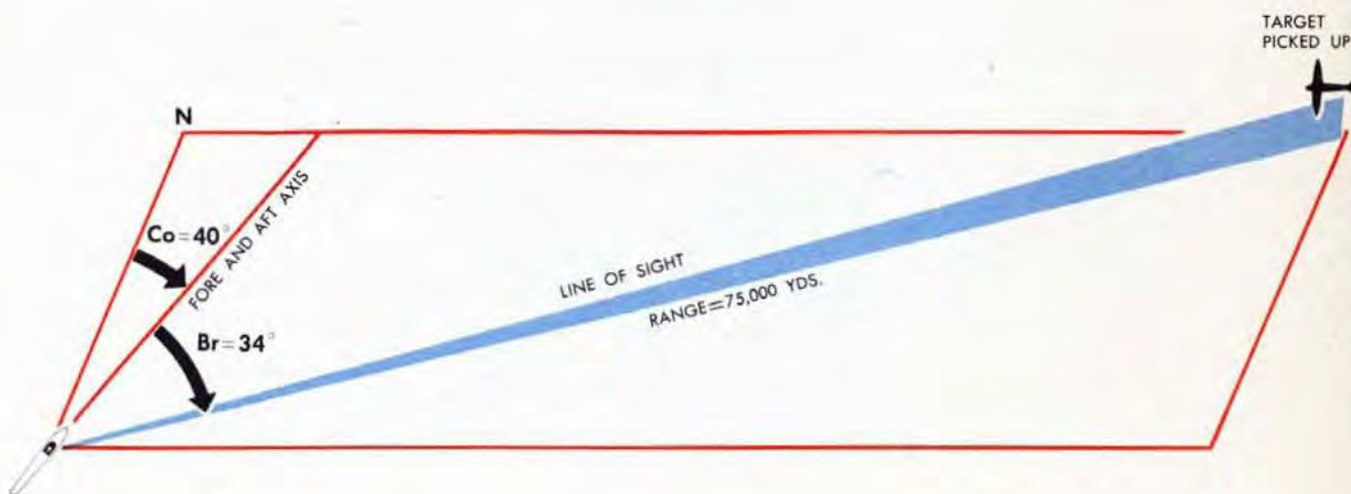 TARGET
PICKED UP
N
Co=40°
FORE AND AFT AXIS
Br=34°
LINE OF SIGHT
RANGE=75,000 YDS.